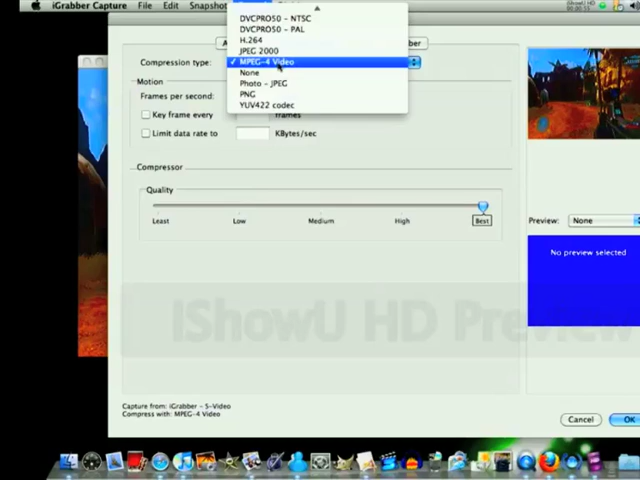 iGrabber Capture File Edit Snapshot
DVCPRO50 - NTSC
DVCPRO50 - PAL
H.264
JPEG 2000
Compression type: ✓ MPEG-4 Video
None
Motion
Photo - JPEG
Frames per second:
PNG
YUV422 codec
Key frame every frames
Limit data rate to KBytes/sec
Compressor
Quality
Least Low Medium High Best
Preview: None
No preview selected
IShowU HD Preview
Capture from: iGrabber - S-Video
Compress with: MPEG-4 Video
Cancel OK